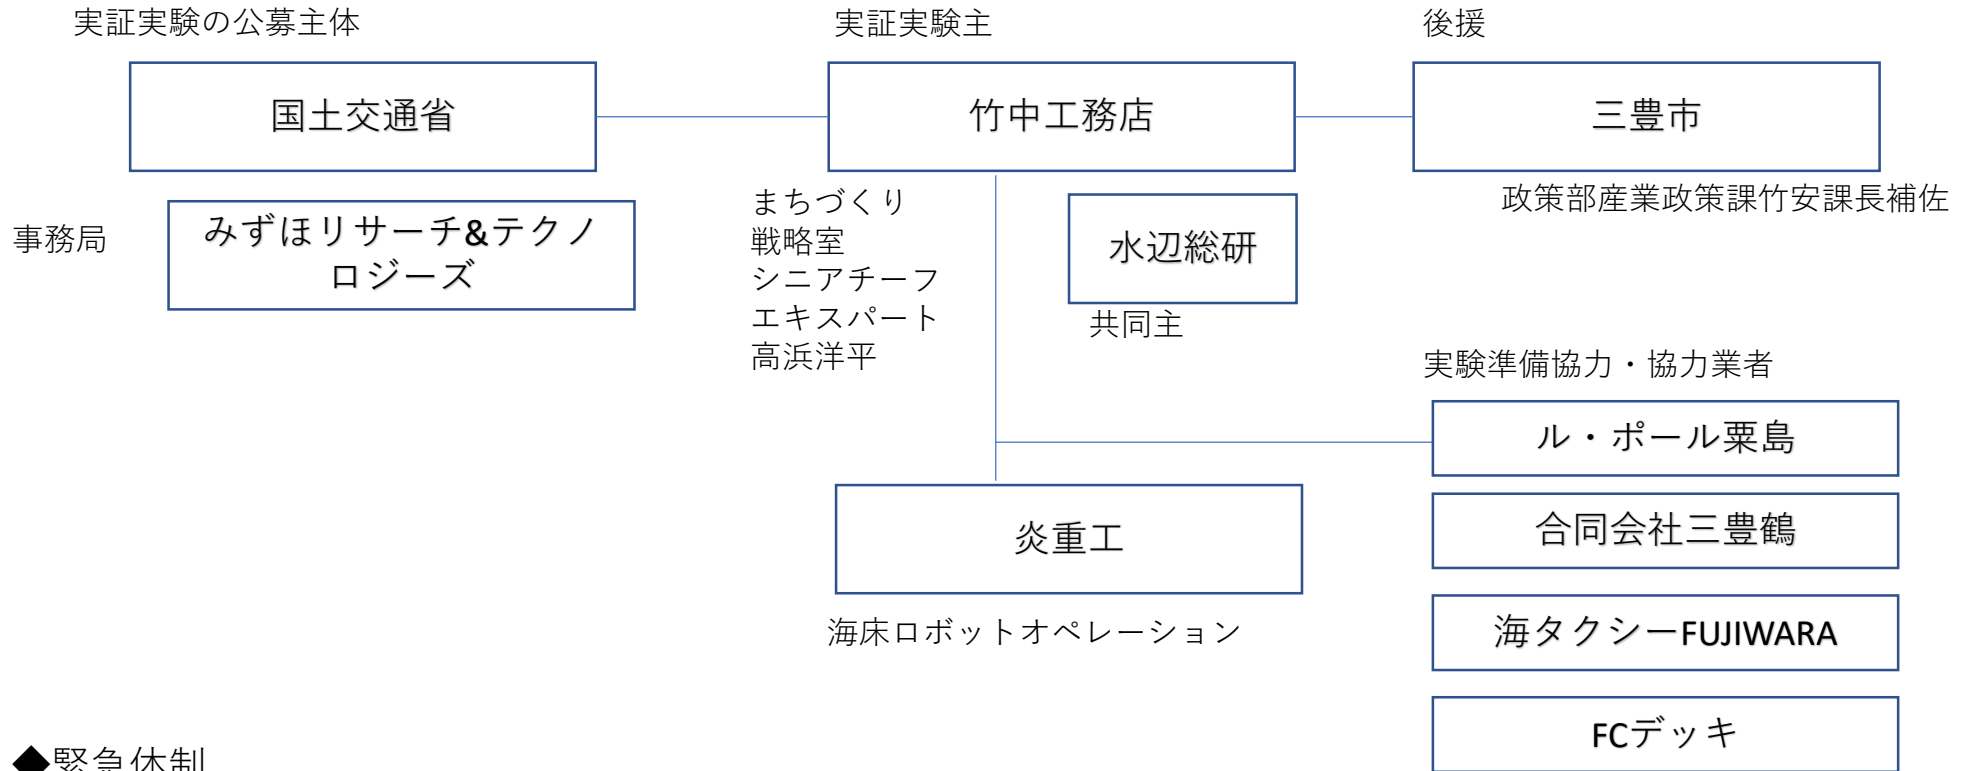 実証実験の公募主体
実証実験主
後援
国土交通省
竹中工務店
三豊市
事務局
みずほリサーチ&テクノ
ロジーズ
まちづくり
戦略室
シニアチーフ
エキスパート
高浜洋平
水辺総研
共同主
政策部産業政策課竹安課長補佐
実験準備協力・協力業者
ル・ポール粟島
合同会社三豊鶴
海タクシーFUJIWARA
FCデッキ
炎重工
海床ロボットオペレーション
◆緊急体制